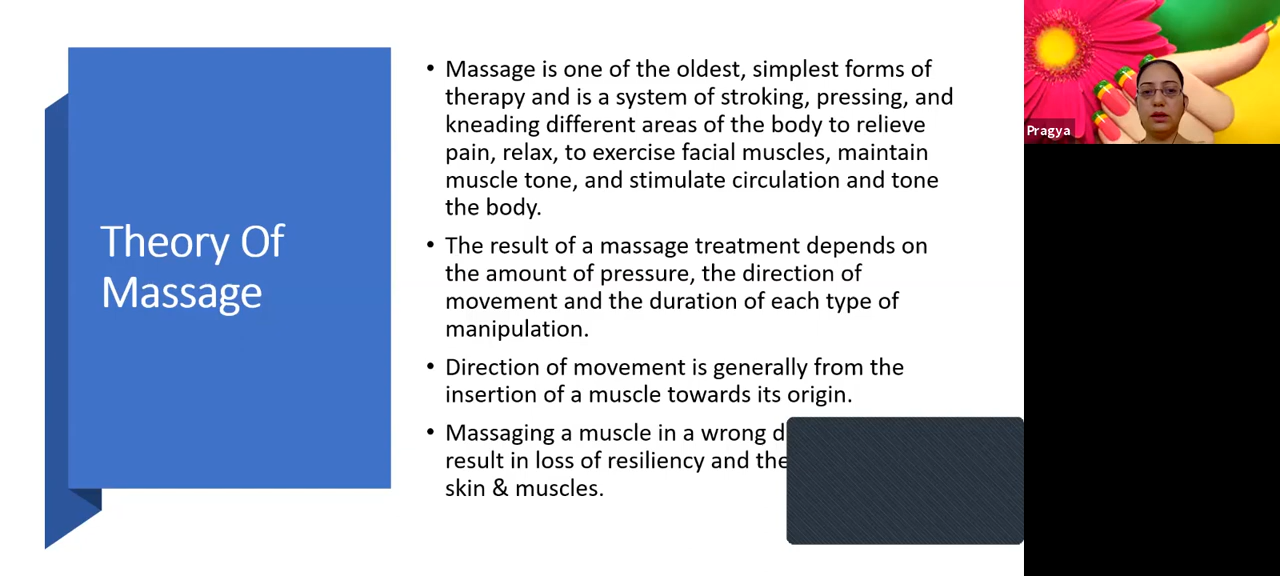 Theory Of
Massage
• Massage is one of the oldest, simplest forms of
therapy and is a system of stroking, pressing, and
kneading different areas of the body to relieve
pain, relax, to exercise facial muscles, maintain
muscle tone, and stimulate circulation and tone
the body.
• The result of a massage treatment depends on
the amount of pressure, the direction of
movement and the duration of each type of
manipulation.
• Direction of movement is generally from the
insertion of a muscle towards its origin.
• Massaging a muscle in a wrong
result in loss of resiliency and the
skin & muscles.
Pragya